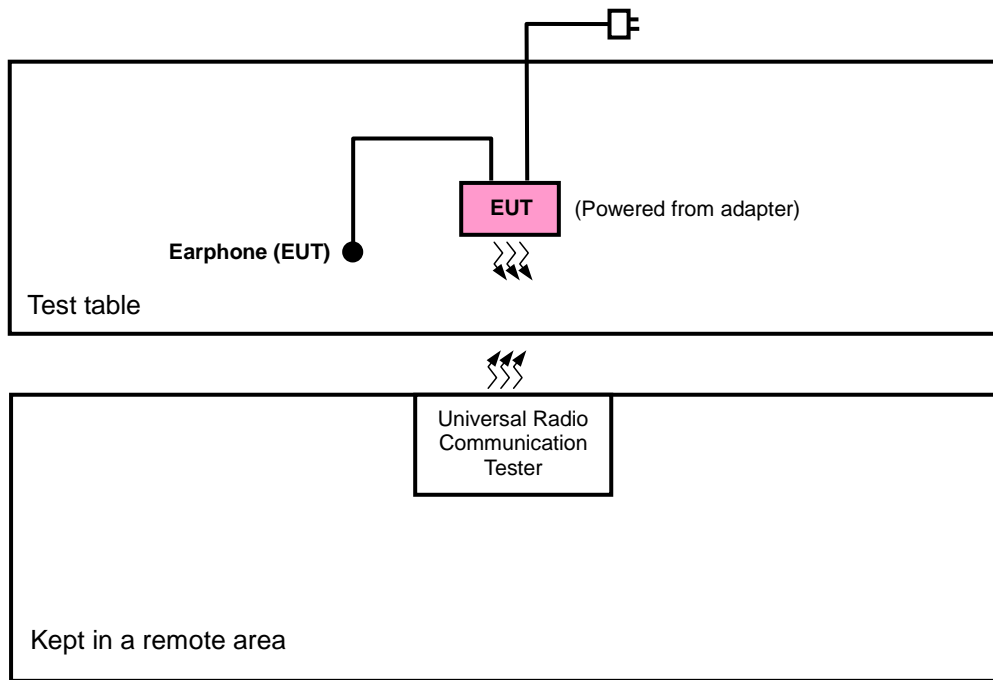 EUT
(Powered from adapter)
Earphone (EUT)
Test table
Universal Radio
Communication
Tester
Kept in a remote area